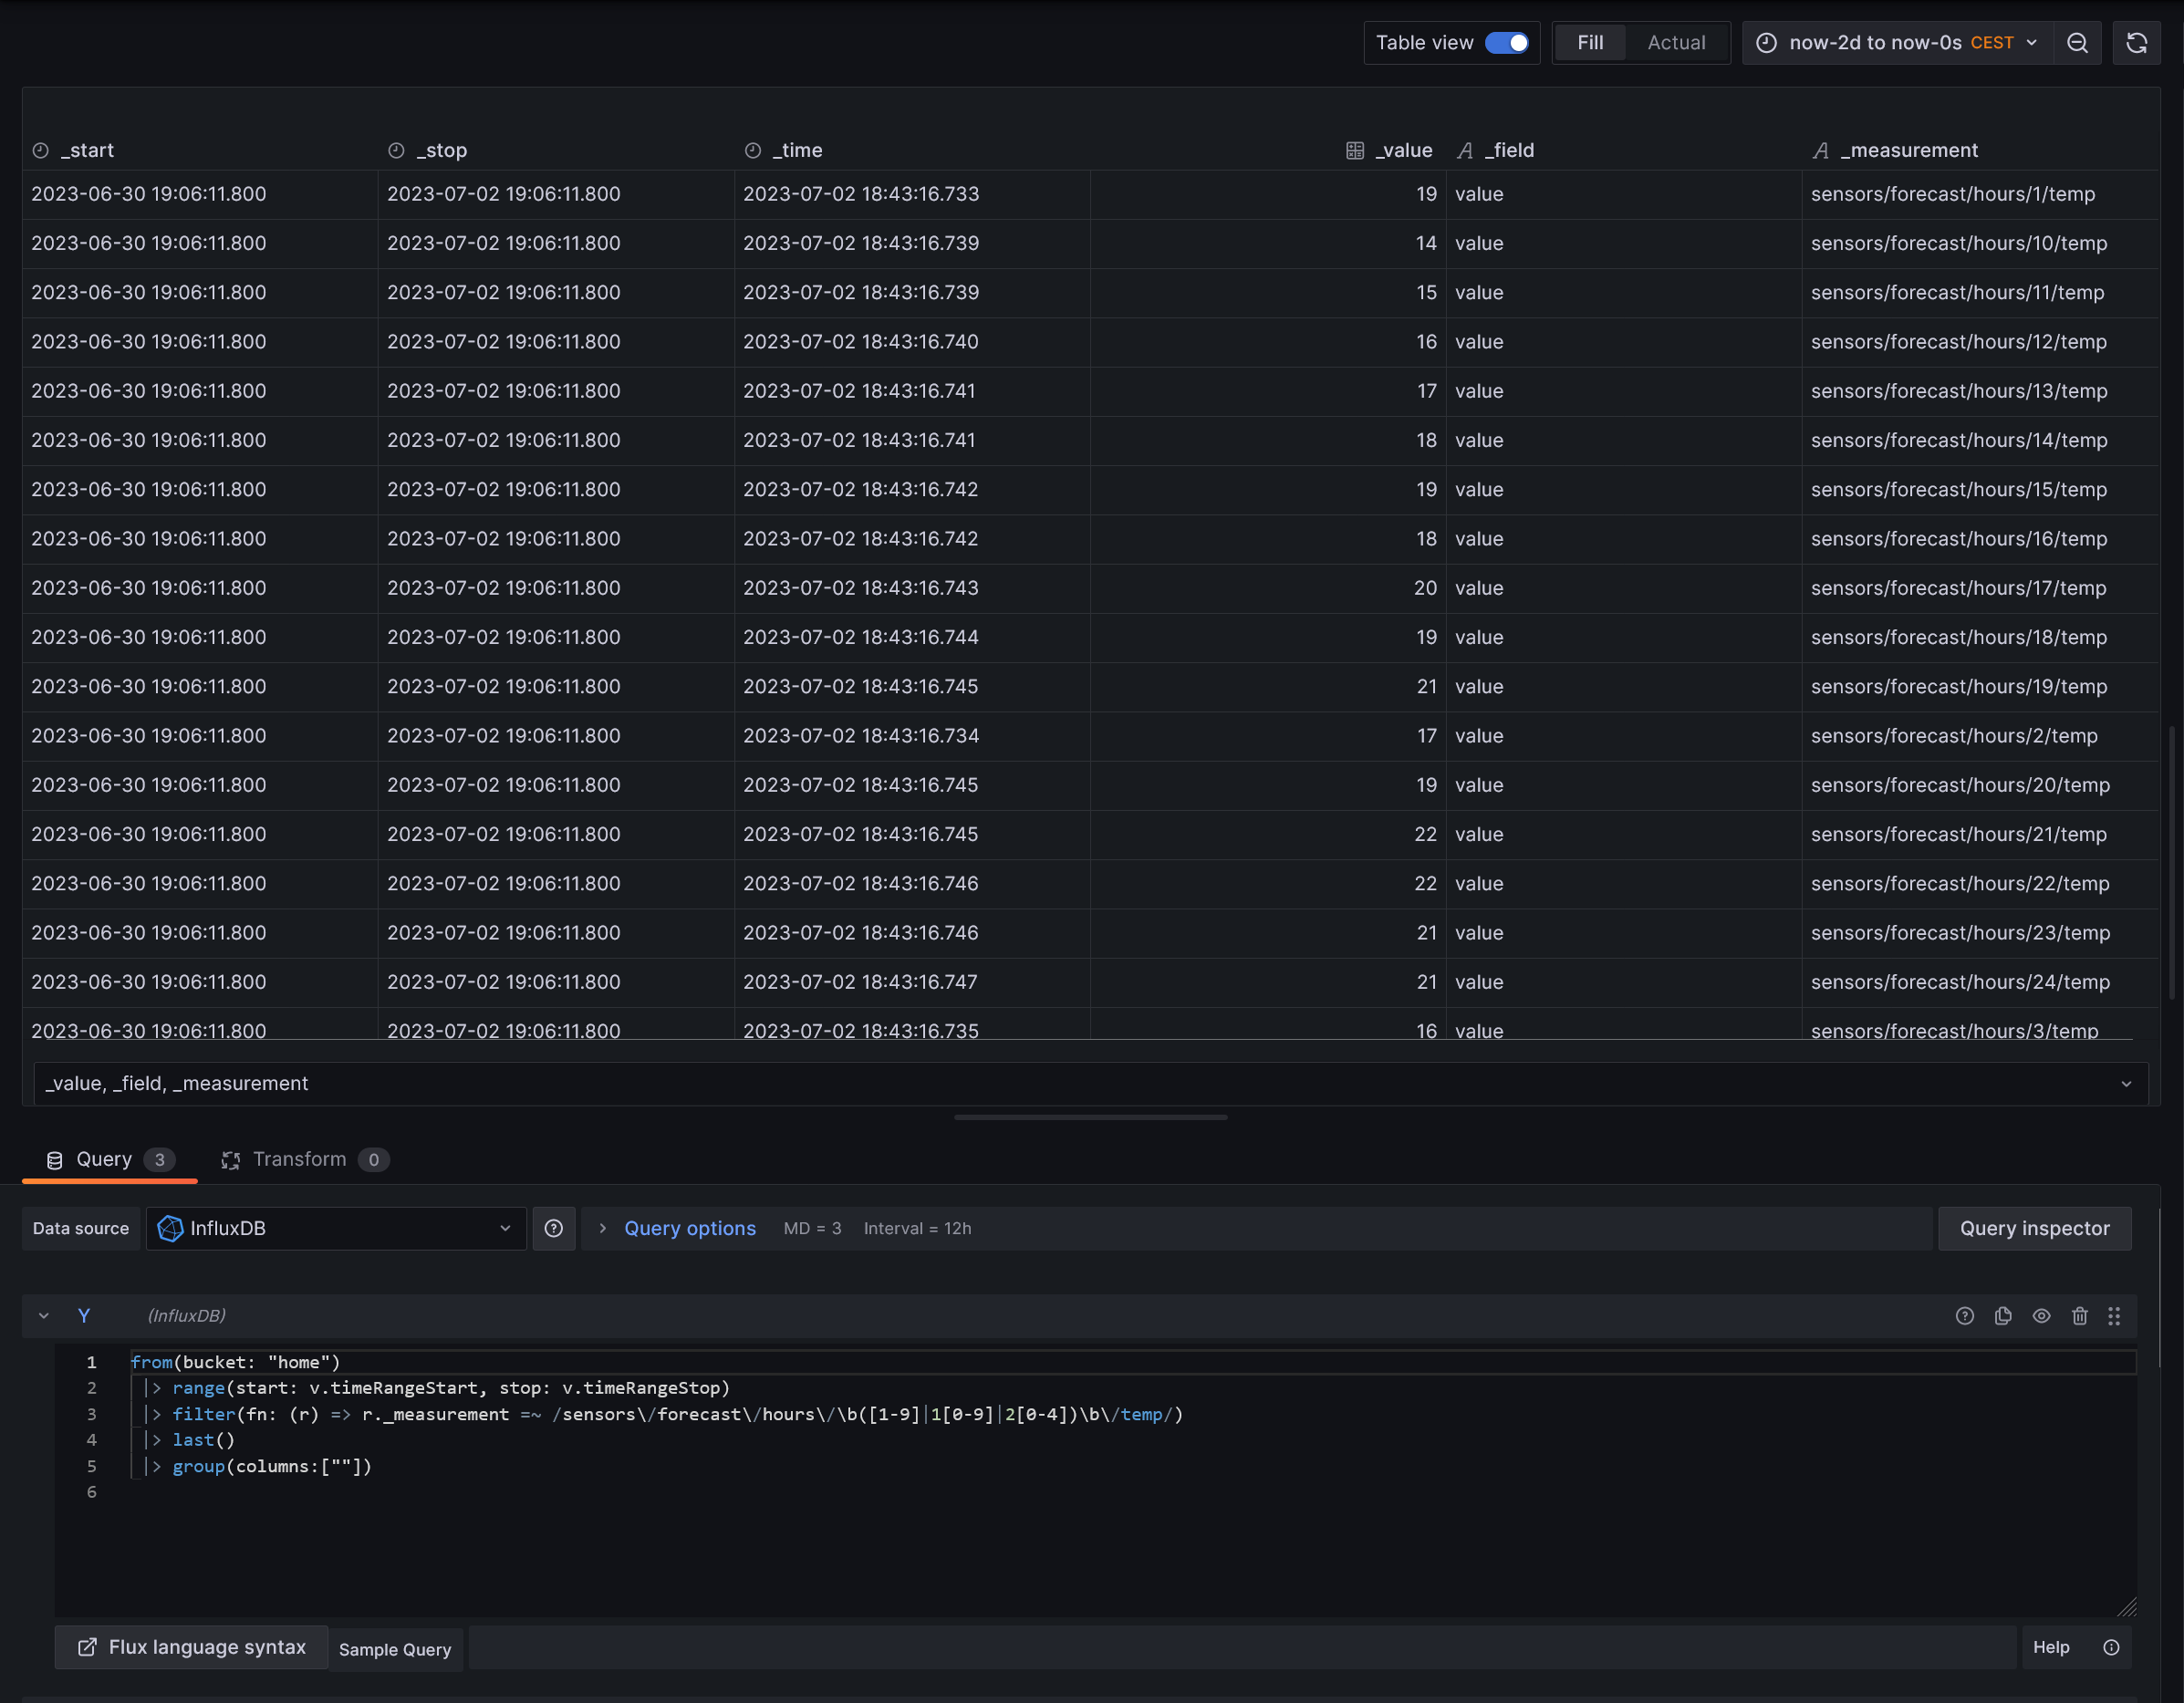 Table view Fill Actual now-2d to now-0s CEST
_start _stop _time _value _field _measurement
2023-06-30 19:06:11.800 2023-07-02 19:06:11.800 2023-07-02 18:43:16.733 19 value sensors/forecast/hours/1/temp
2023-06-30 19:06:11.800 2023-07-02 19:06:11.800 2023-07-02 18:43:16.739 14 value sensors/forecast/hours/10/temp
2023-06-30 19:06:11.800 2023-07-02 19:06:11.800 2023-07-02 18:43:16.739 15 value sensors/forecast/hours/11/temp
2023-06-30 19:06:11.800 2023-07-02 19:06:11.800 2023-07-02 18:43:16.740 16 value sensors/forecast/hours/12/temp
2023-06-30 19:06:11.800 2023-07-02 19:06:11.800 2023-07-02 18:43:16.741 17 value sensors/forecast/hours/13/temp
2023-06-30 19:06:11.800 2023-07-02 19:06:11.800 2023-07-02 18:43:16.741 18 value sensors/forecast/hours/14/temp
2023-06-30 19:06:11.800 2023-07-02 19:06:11.800 2023-07-02 18:43:16.742 19 value sensors/forecast/hours/15/temp
2023-06-30 19:06:11.800 2023-07-02 19:06:11.800 2023-07-02 18:43:16.742 18 value sensors/forecast/hours/16/temp
2023-06-30 19:06:11.800 2023-07-02 19:06:11.800 2023-07-02 18:43:16.743 20 value sensors/forecast/hours/17/temp
2023-06-30 19:06:11.800 2023-07-02 19:06:11.800 2023-07-02 18:43:16.744 19 value sensors/forecast/hours/18/temp
2023-06-30 19:06:11.800 2023-07-02 19:06:11.800 2023-07-02 18:43:16.745 21 value sensors/forecast/hours/19/temp
2023-06-30 19:06:11.800 2023-07-02 19:06:11.800 2023-07-02 18:43:16.734 17 value sensors/forecast/hours/2/temp
2023-06-30 19:06:11.800 2023-07-02 19:06:11.800 2023-07-02 18:43:16.745 19 value sensors/forecast/hours/20/temp
2023-06-30 19:06:11.800 2023-07-02 19:06:11.800 2023-07-02 18:43:16.745 22 value sensors/forecast/hours/21/temp
2023-06-30 19:06:11.800 2023-07-02 19:06:11.800 2023-07-02 18:43:16.746 22 value sensors/forecast/hours/22/temp
2023-06-30 19:06:11.800 2023-07-02 19:06:11.800 2023-07-02 18:43:16.746 21 value sensors/forecast/hours/23/temp
2023-06-30 19:06:11.800 2023-07-02 19:06:11.800 2023-07-02 18:43:16.747 21 value sensors/forecast/hours/24/temp
2023-06-30 19:06:11.800 2023-07-02 19:06:11.800 2023-07-02 18:43:16.735 16 value sensors/forecast/hours/3/temp
_value, _field, _measurement
Query 3 Transform 0
Data source InfluxDB Query options MD = 3 Interval = 12h Query inspector
Y (InfluxDB)
1 from(bucket: "home")
2 |> range(start: v.timeRangeStart, stop: v.timeRangeStop)
3 |> filter(fn: (r) => r._measurement =~ /sensors\/forecast\/hours\/\b([1-9]|1[0-9]|2[0-4])\b\/temp/)
4 |> last()
5 |> group(columns:[""])
6
Flux language syntax Sample Query Help